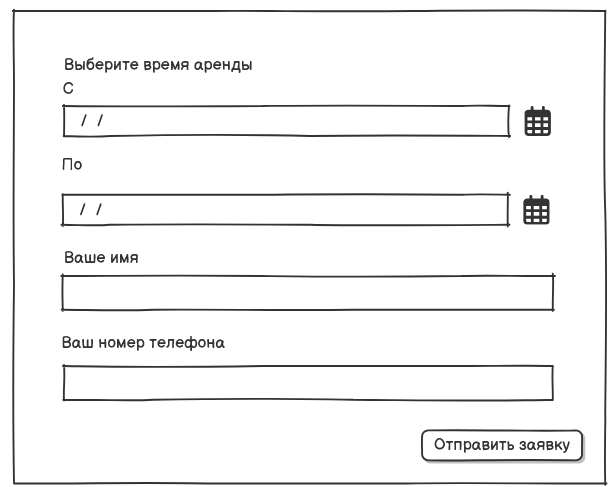 Выберите время аренды
С
/ /
По
/ /
Ваше имя
Ваш номер телефона
Отправить заявку